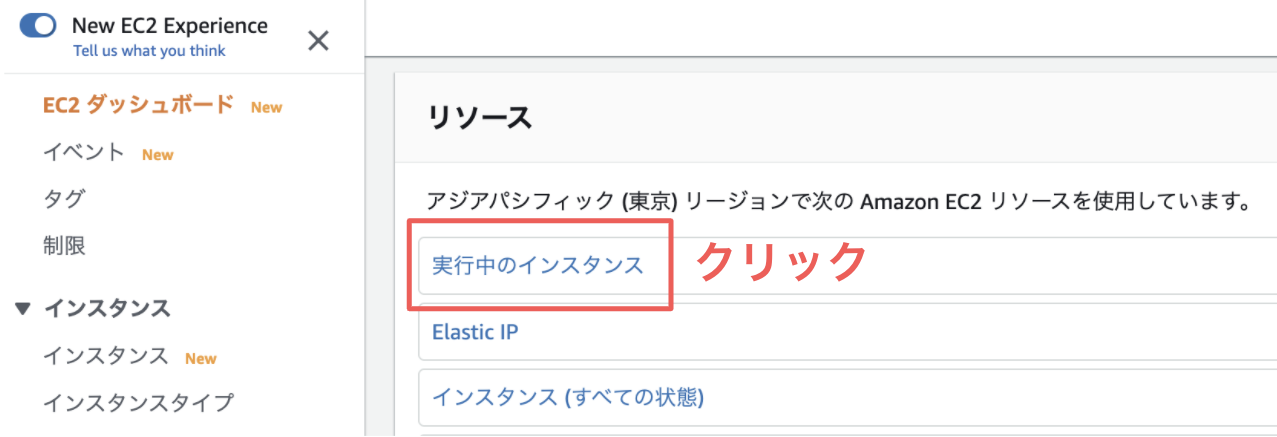 New EC2 Experience
Tell us what you think
EC2 ダッシュボード New
イベント New
タグ
制限
▼ インスタンス
インスタンス New
インスタンスタイプ
リソース
アジアパシフィック (東京) リージョンで次の Amazon EC2 リソースを使用しています。
実行中のインスタンス クリック
Elastic IP
インスタンス (すべての状態)